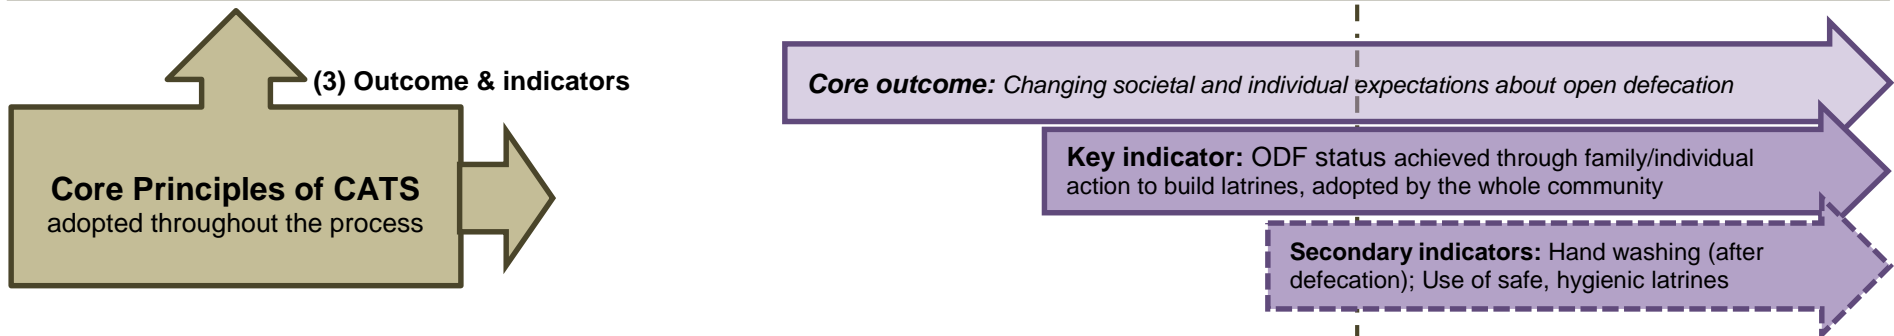 (3) Outcome & indicators
Core Principles of CATS
adopted throughout the process
Core outcome: Changing societal and individual expectations about open defecation
Key indicator: ODF status achieved through family/individual
action to build latrines, adopted by the whole community
Secondary indicators: Hand washing (after
defecation); Use of safe, hygienic latrines